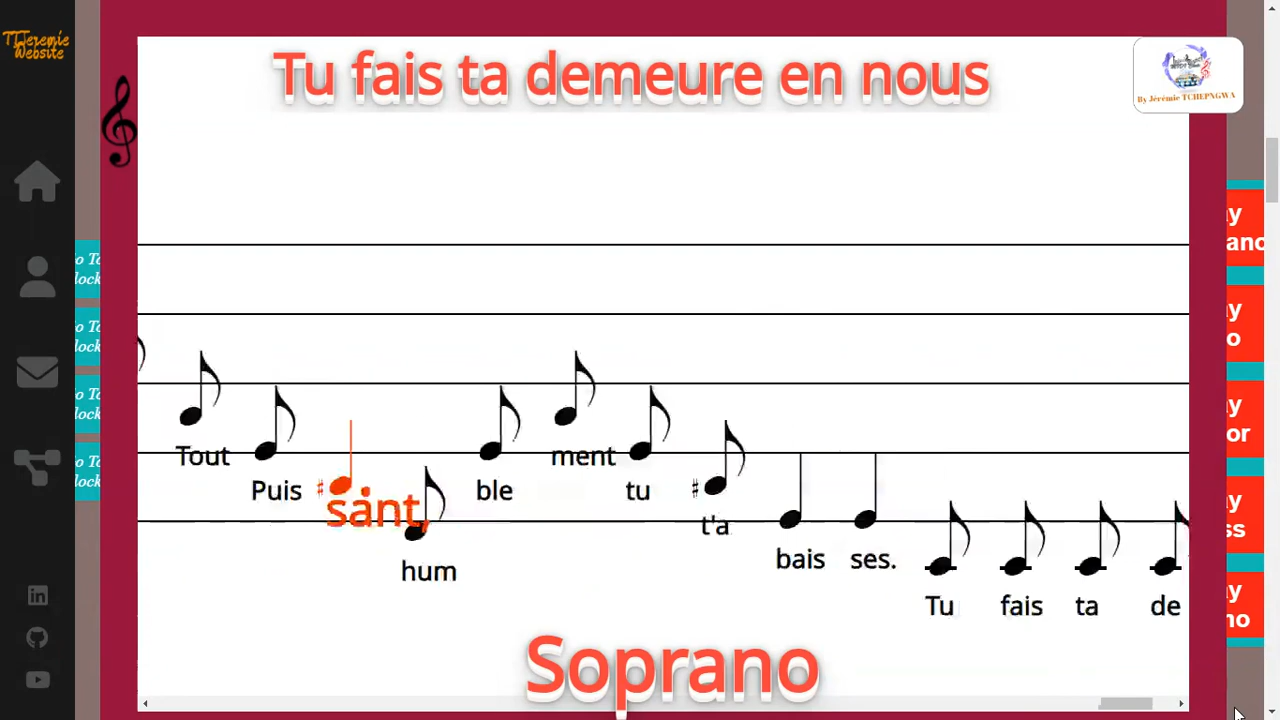 TTJeremie
Website
Tu fais ta demeure en nous
By Jérémie TCHEPNGWA
Tout Puis sant, hum ble ment tu t'a bais ses. Tu fais ta de
Soprano